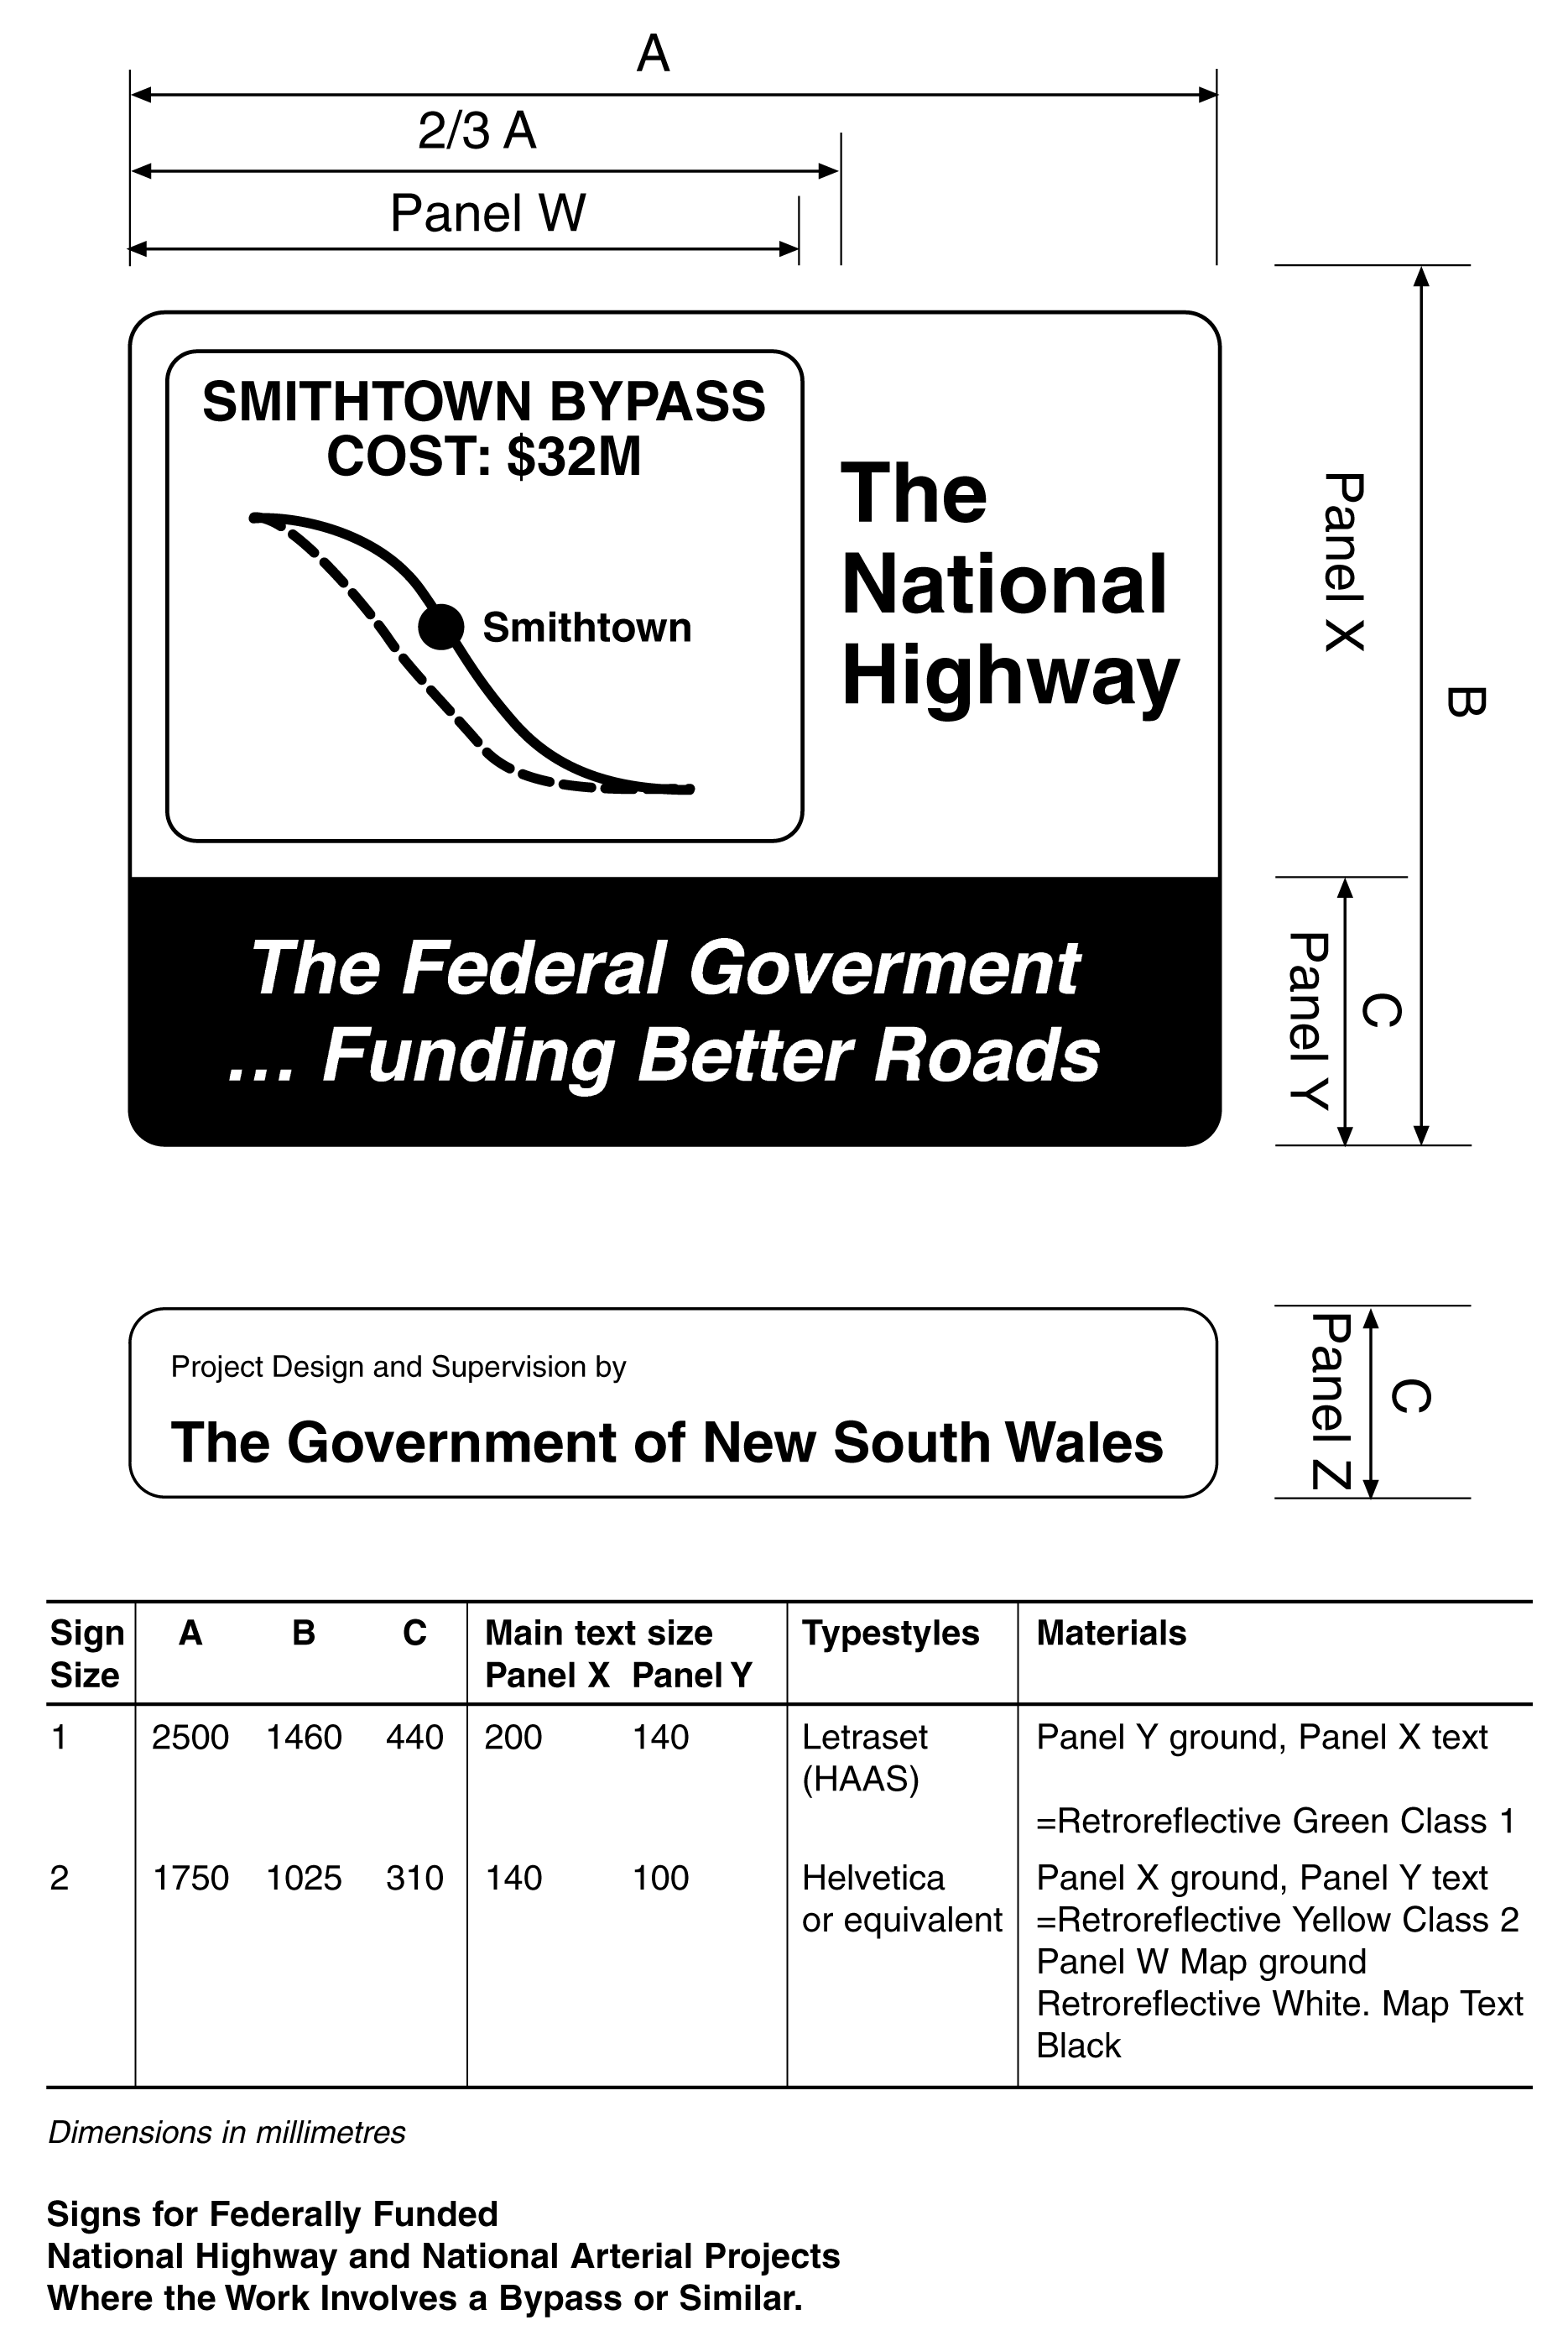 A
2/3 A
Panel W
SMITHTOWN BYPASS
COST: $32M
Smithtown
The
National
Highway
Panel X
B
The Federal Goverment
... Funding Better Roads
Panel Y
C
Project Design and Supervision by
The Government of New South Wales
Panel Z
C
Sign Size A B C Main text size Panel X Panel Y Typestyles Materials
1 2500 1460 440 200 140 Letraset (HAAS) Panel Y ground, Panel X text
=Retroreflective Green Class 1
2 1750 1025 310 140 100 Helvetica or equivalent Panel X ground, Panel Y text
=Retroreflective Yellow Class 2
Panel W Map ground
Retroreflective White. Map Text
Black
Dimensions in millimetres
Signs for Federally Funded
National Highway and National Arterial Projects
Where the Work Involves a Bypass or Similar.